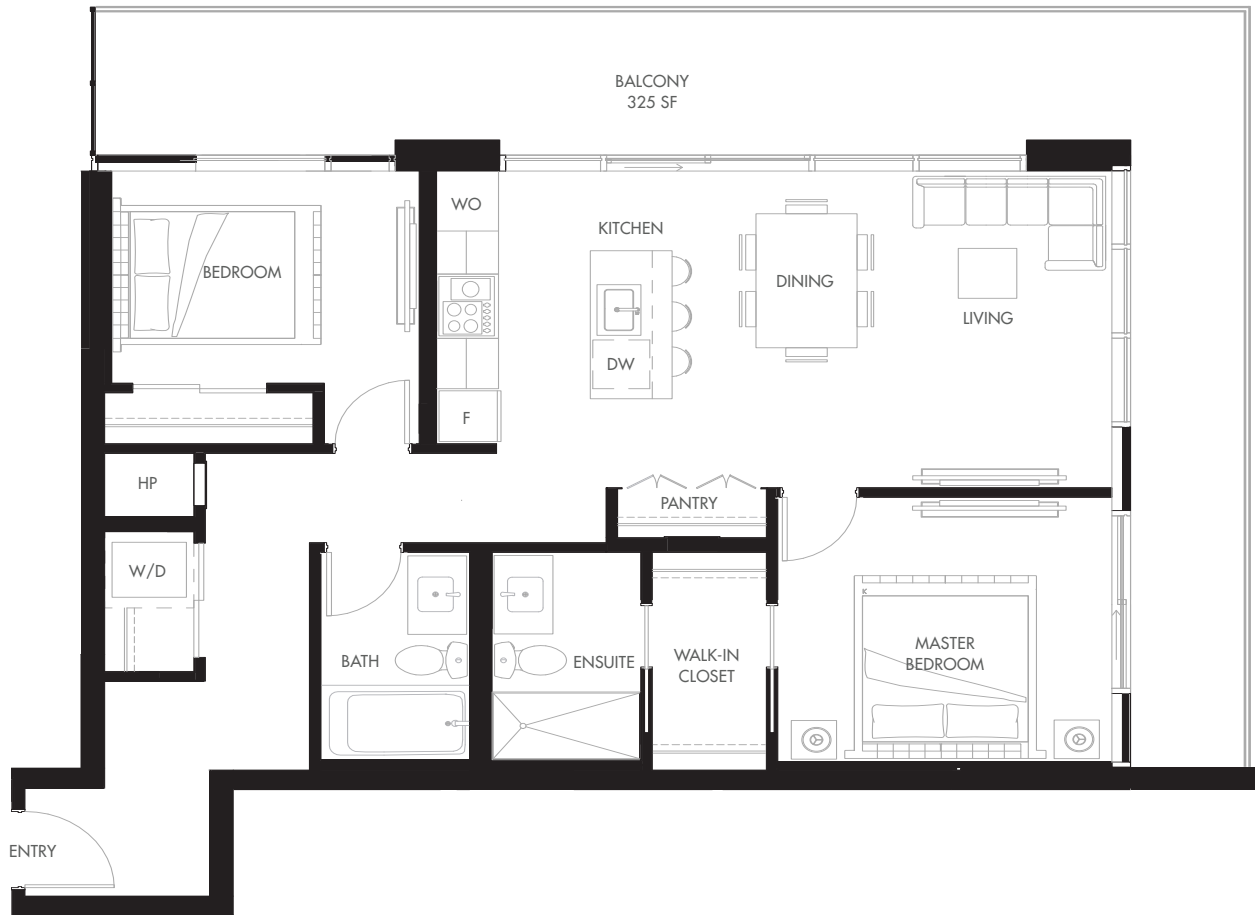 BALCONY
325 SF
WO
KITCHEN
BEDROOM
DINING
LIVING
DW
F
HP
PANTRY
W/D
K
BATH
ENSUITE
WALK-IN
CLOSET
MASTER
BEDROOM
ENTRY